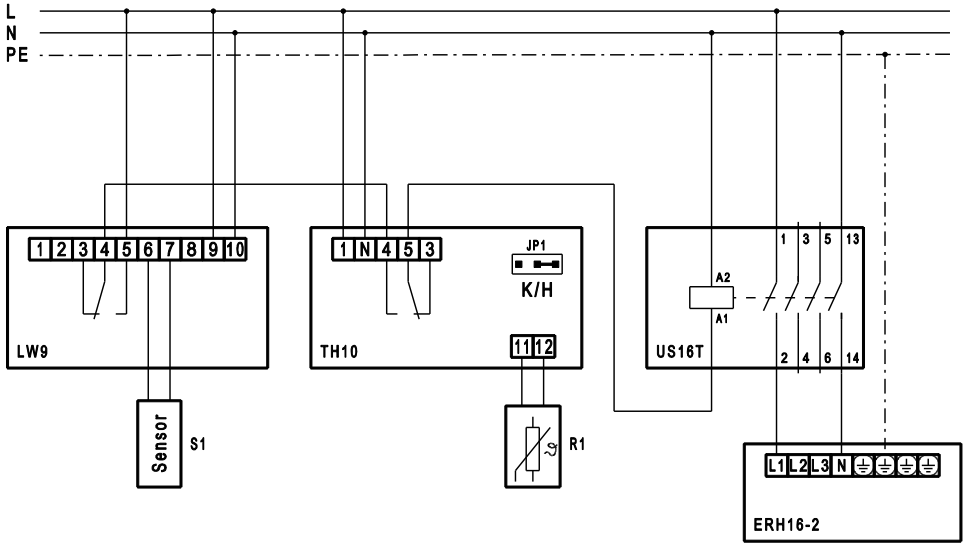 L
N
PE
1 2 3 4 5 6 7 8 9 10
LW9
Sensor
S1
1 N 4 5 3
JP1
K/H
TH10
11 12
R1
ϑ
1 3 5 13
A2
A1
US16T
2 4 6 14
L1 L2 L3 N
ERH16-2